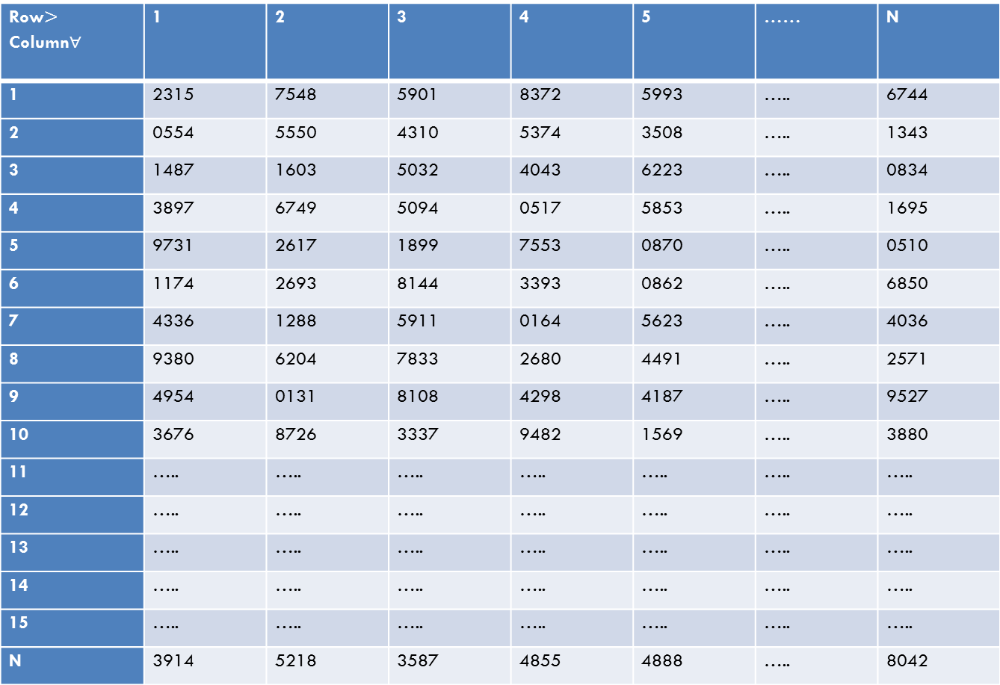 Row> 1 2 3 4 5 …… N
Column∀
1 2315 7548 5901 8372 5993 ….. 6744
2 0554 5550 4310 5374 3508 ….. 1343
3 1487 1603 5032 4043 6223 ….. 0834
4 3897 6749 5094 0517 5853 ….. 1695
5 9731 2617 1899 7553 0870 ….. 0510
6 1174 2693 8144 3393 0862 ….. 6850
7 4336 1288 5911 0164 5623 ….. 4036
8 9380 6204 7833 2680 4491 ….. 2571
9 4954 0131 8108 4298 4187 ….. 9527
10 3676 8726 3337 9482 1569 ….. 3880
11 ….. ….. ….. ….. ….. ….. …..
12 ….. ….. ….. ….. ….. ….. …..
13 ….. ….. ….. ….. ….. ….. …..
14 ….. ….. ….. ….. ….. ….. …..
15 ….. ….. ….. ….. ….. ….. …..
N 3914 5218 3587 4855 4888 ….. 8042